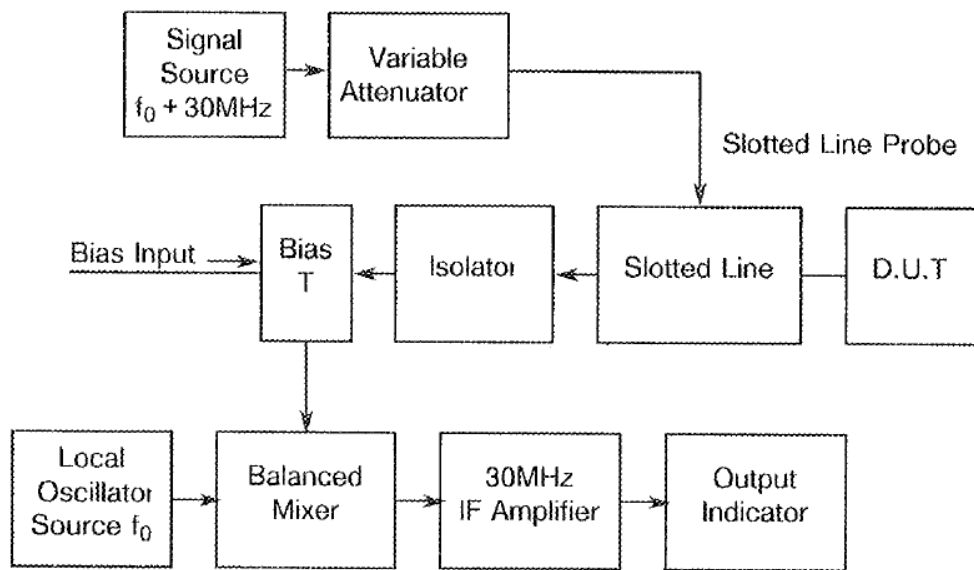 Signal
Source
f₀ + 30MHz
Variable
Attenuator
Slotted Line Probe
Bias Input
Bias
T
Isolator
Slotted Line
D.U.T
Local
Oscillator
Source f₀
Balanced
Mixer
30MHz
IF Amplifier
Output
Indicator